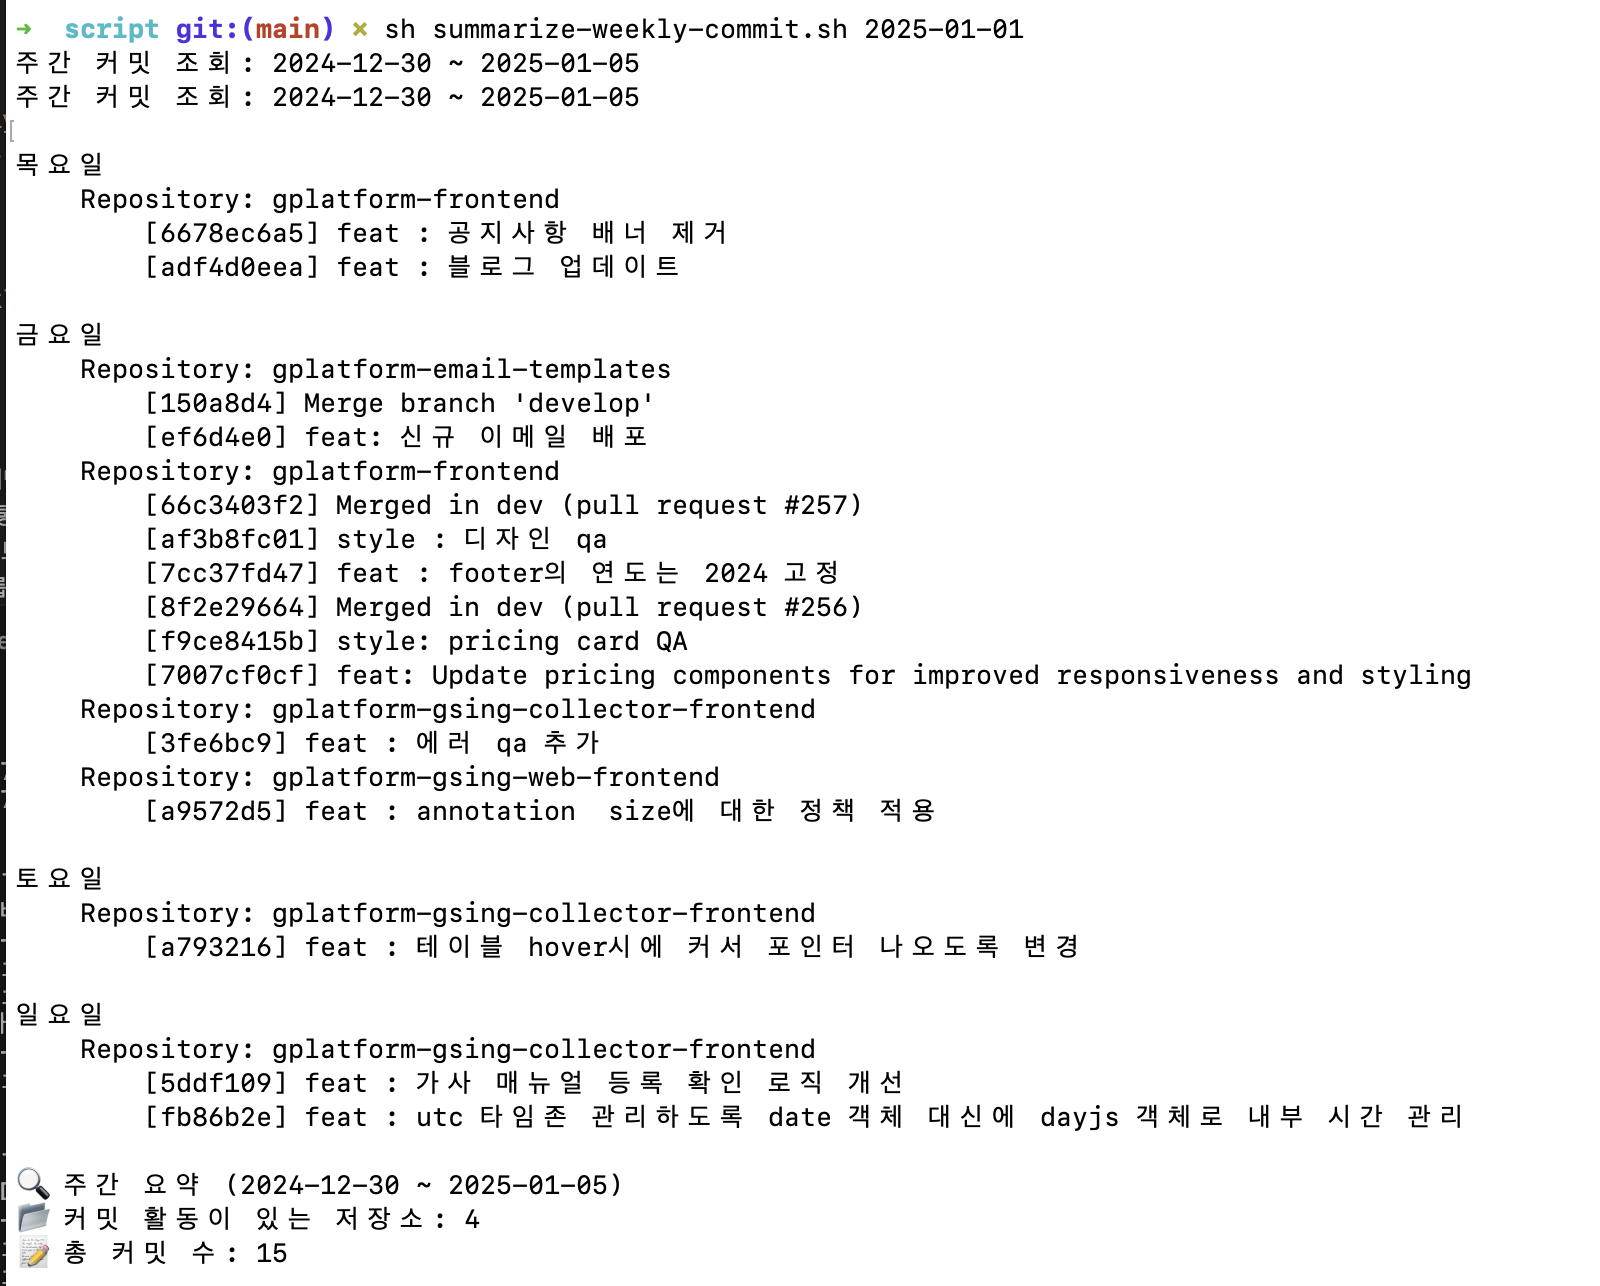 → script git:(main) × sh summarize-weekly-commit.sh 2025-01-01
주간 커밋 조회: 2024-12-30 ~ 2025-01-05
주간 커밋 조회: 2024-12-30 ~ 2025-01-05
목요일
Repository: gplatform-frontend
[6678ec6a5] feat : 공지사항 배너 제거
[adf4d0eea] feat : 블로그 업데이트
금요일
Repository: gplatform-email-templates
[150a8d4] Merge branch 'develop'
[ef6d4e0] feat: 신규 이메일 배포
Repository: gplatform-frontend
[66c3403f2] Merged in dev (pull request #257)
[af3b8fc01] style : 디자인 qa
[7cc37fd47] feat : footer의 연도는 2024 고정
[8f2e29664] Merged in dev (pull request #256)
[f9ce8415b] style: pricing card QA
[7007cf0cf] feat: Update pricing components for improved responsiveness and styling
Repository: gplatform-gsing-collector-frontend
[3fe6bc9] feat : 에러 qa 추가
Repository: gplatform-gsing-web-frontend
[a9572d5] feat : annotation  size에 대한 정책 적용
토요일
Repository: gplatform-gsing-collector-frontend
[a793216] feat : 테이블 hover시에 커서 포인터 나오도록 변경
일요일
Repository: gplatform-gsing-collector-frontend
[5ddf109] feat : 가사 매뉴얼 등록 확인 로직 개선
[fb86b2e] feat : utc 타임존 관리하도록 date 객체 대신에 dayjs 객체로 내부 시간 관리
🔍 주간 요약 (2024-12-30 ~ 2025-01-05)
📁 커밋 활동이 있는 저장소: 4
📝 총 커밋 수: 15